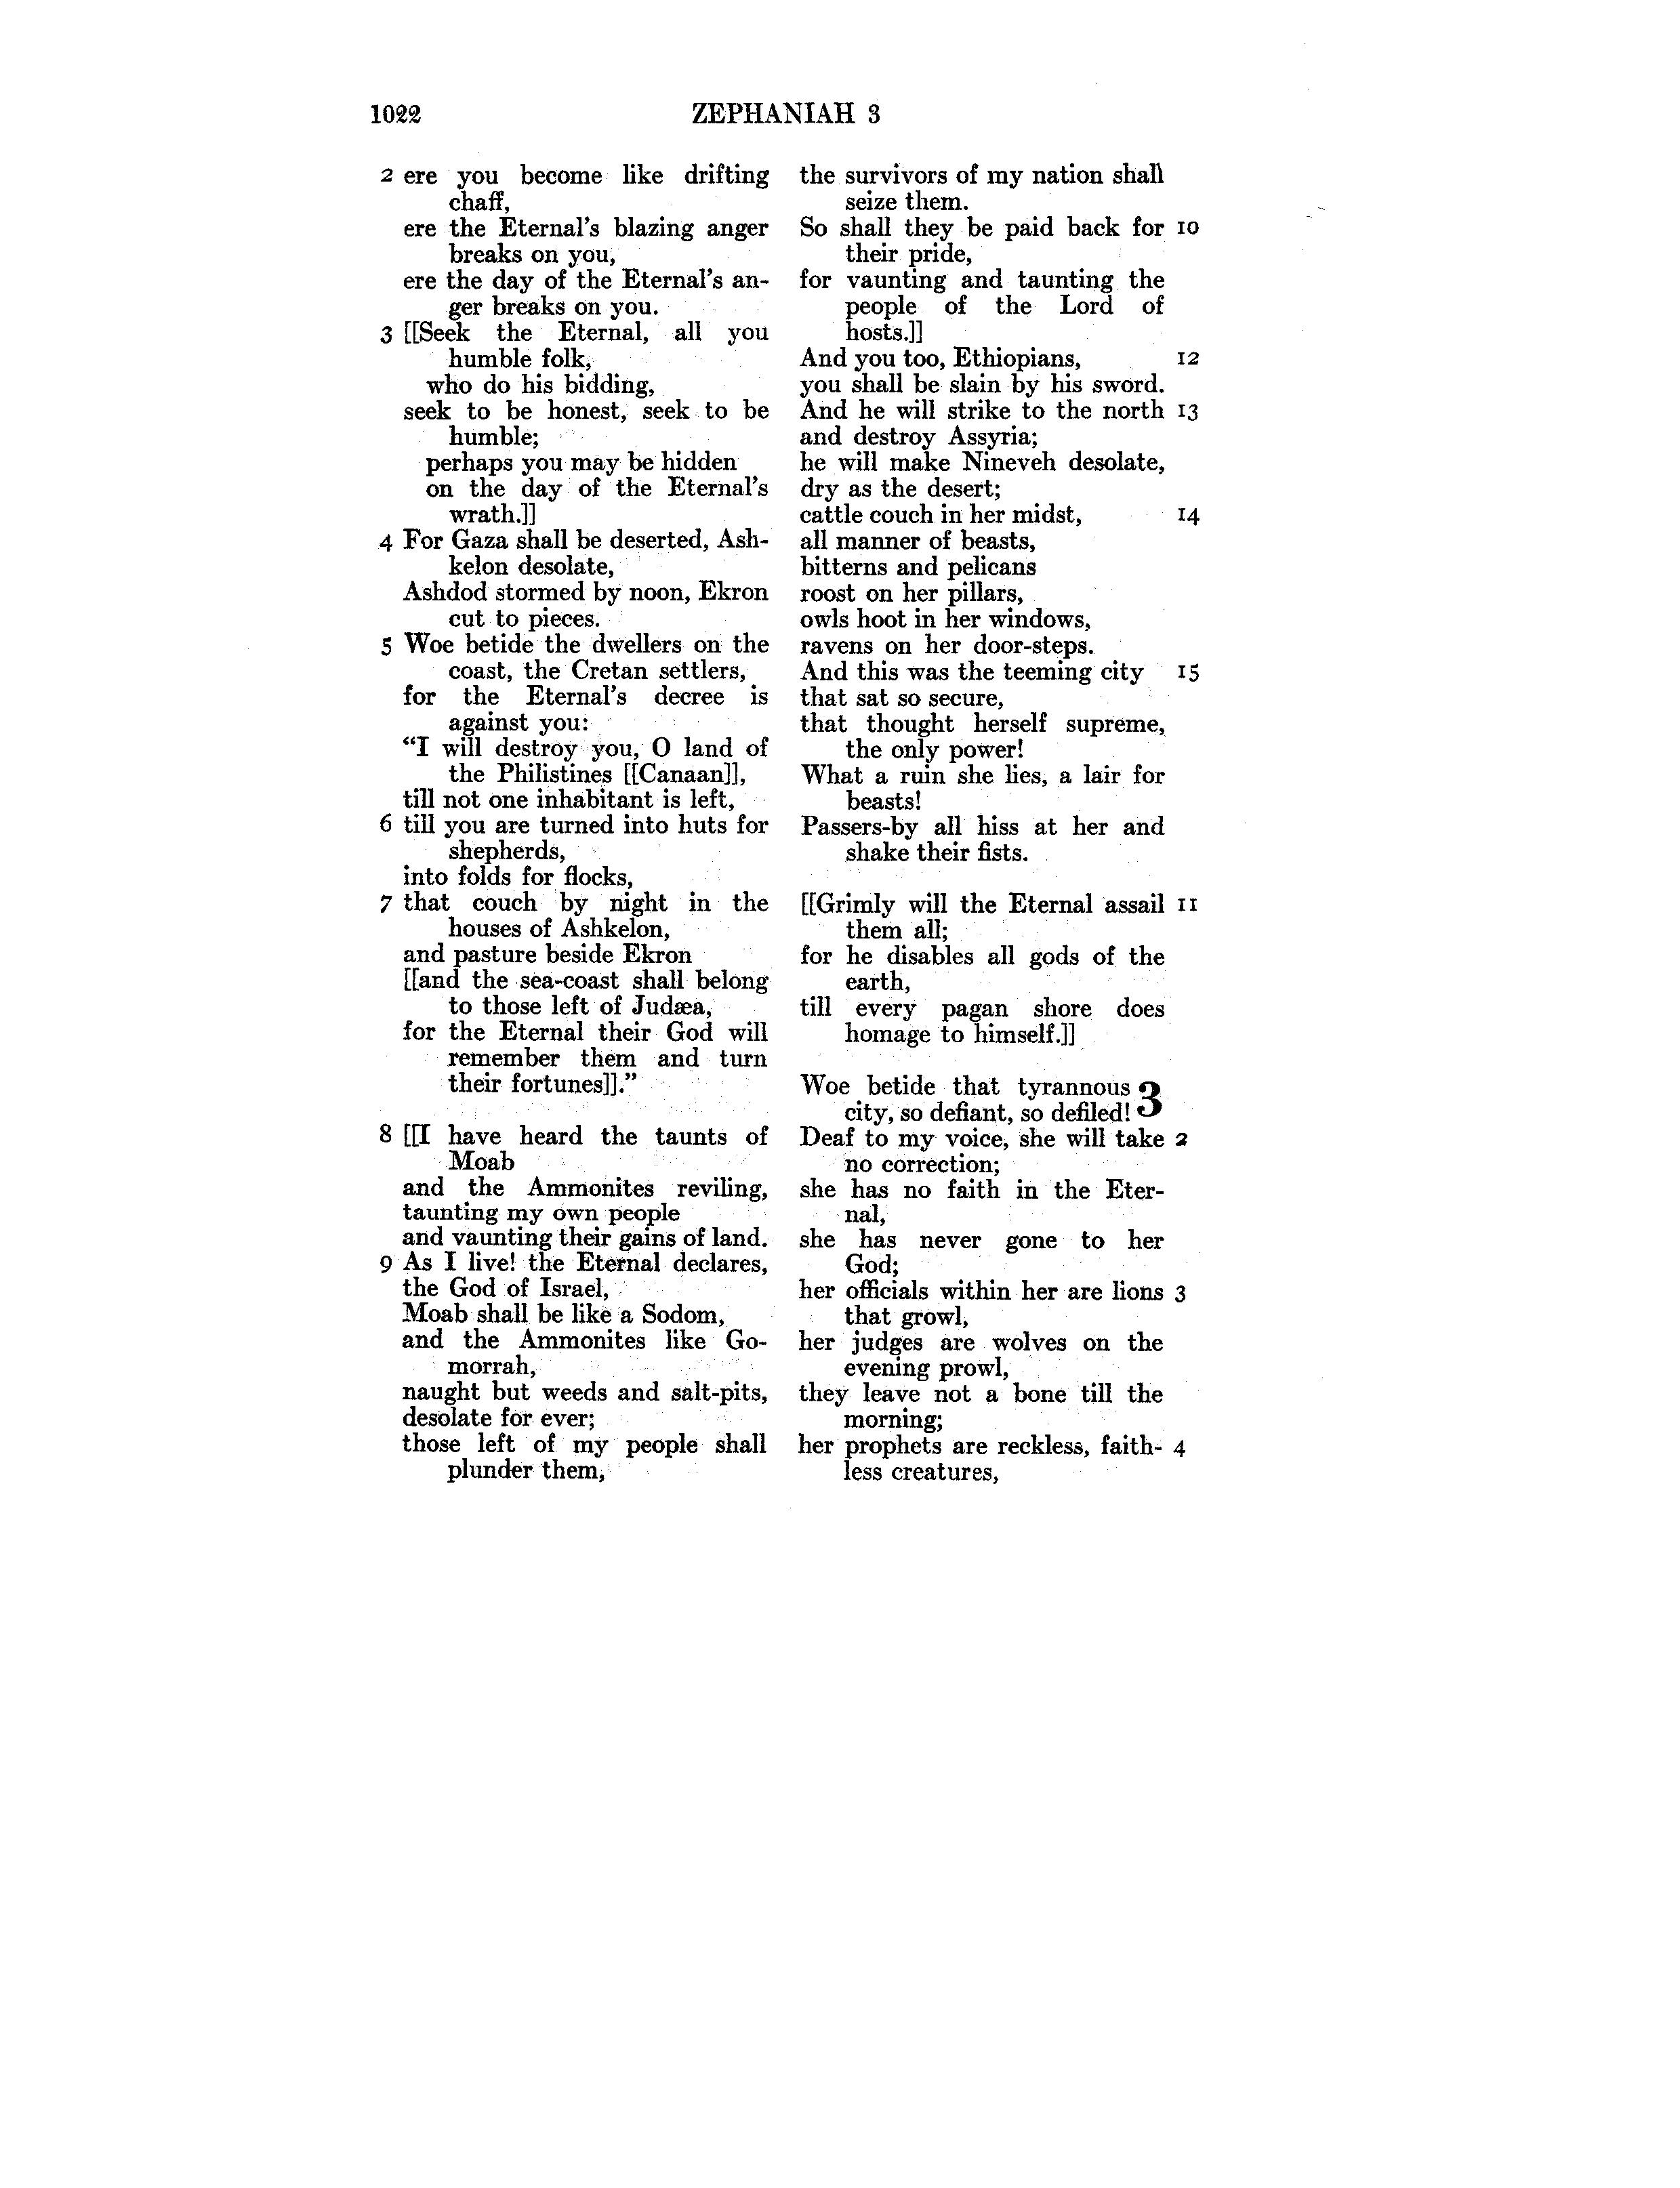 1022 ZEPHANIAH 3
2 ere you become like drifting
chaff,
ere the Eternal's blazing anger
breaks on you,
ere the day of the Eternal's an-
ger breaks on you.
3 [[Seek the Eternal, all you
humble folk,
who do his bidding,
seek to be honest, seek to be
humble;
perhaps you may be hidden
on the day of the Eternal's
wrath.]]
4 For Gaza shall be deserted, Ash-
kelon desolate,
Ashdod stormed by noon, Ekron
cut to pieces.
5 Woe betide the dwellers on the
coast, the Cretan settlers,
for the Eternal's decree is
against you:
“I will destroy you, O land of
the Philistines [[Canaan]],
till not one inhabitant is left,
6 till you are turned into huts for
shepherds,
into folds for flocks,
7 that couch by night in the
houses of Ashkelon,
and pasture beside Ekron
[[and the sea-coast shall belong
to those left of Judæa,
for the Eternal their God will
remember them and turn
their fortunes]].”
8 [[I have heard the taunts of
Moab
and the Ammonites reviling,
taunting my own people
and vaunting their gains of land.
9 As I live! the Eternal declares,
the God of Israel,
Moab shall be like a Sodom,
and the Ammonites like Go-
morrah,
naught but weeds and salt-pits,
desolate for ever;
those left of my people shall
plunder them,
the survivors of my nation shall
seize them.
So shall they be paid back for 10
their pride,
for vaunting and taunting the
people of the Lord of
hosts.]]
And you too, Ethiopians, 12
you shall be slain by his sword.
And he will strike to the north 13
and destroy Assyria;
he will make Nineveh desolate,
dry as the desert;
cattle couch in her midst, 14
all manner of beasts,
bitterns and pelicans
roost on her pillars,
owls hoot in her windows,
ravens on her door-steps.
And this was the teeming city 15
that sat so secure,
that thought herself supreme,
the only power!
What a ruin she lies, a lair for
beasts!
Passers-by all hiss at her and
shake their fists.
[[Grimly will the Eternal assail 11
them all;
for he disables all gods of the
earth,
till every pagan shore does
homage to himself.]]
Woe betide that tyrannous 3
city, so defiant, so defiled!
Deaf to my voice, she will take 2
no correction;
she has no faith in the Eter-
nal,
she has never gone to her
God;
her officials within her are lions 3
that growl,
her judges are wolves on the
evening prowl,
they leave not a bone till the
morning;
her prophets are reckless, faith- 4
less creatures,